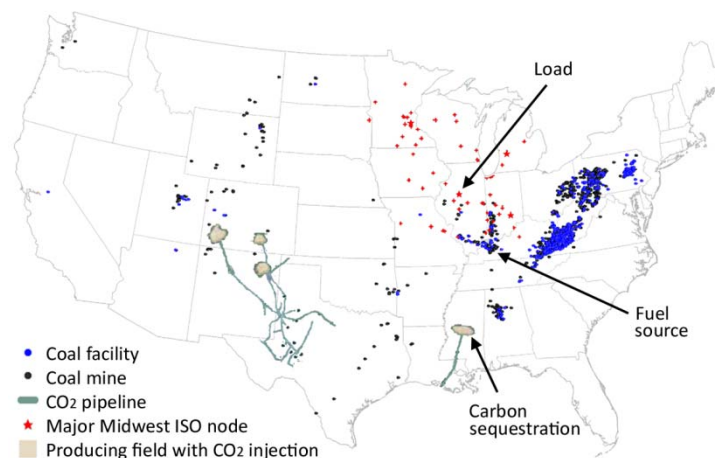 Load
Fuel
source
Coal facility
Coal mine
CO2 pipeline
Major Midwest ISO node
Producing field with CO2 injection
Carbon
sequestration